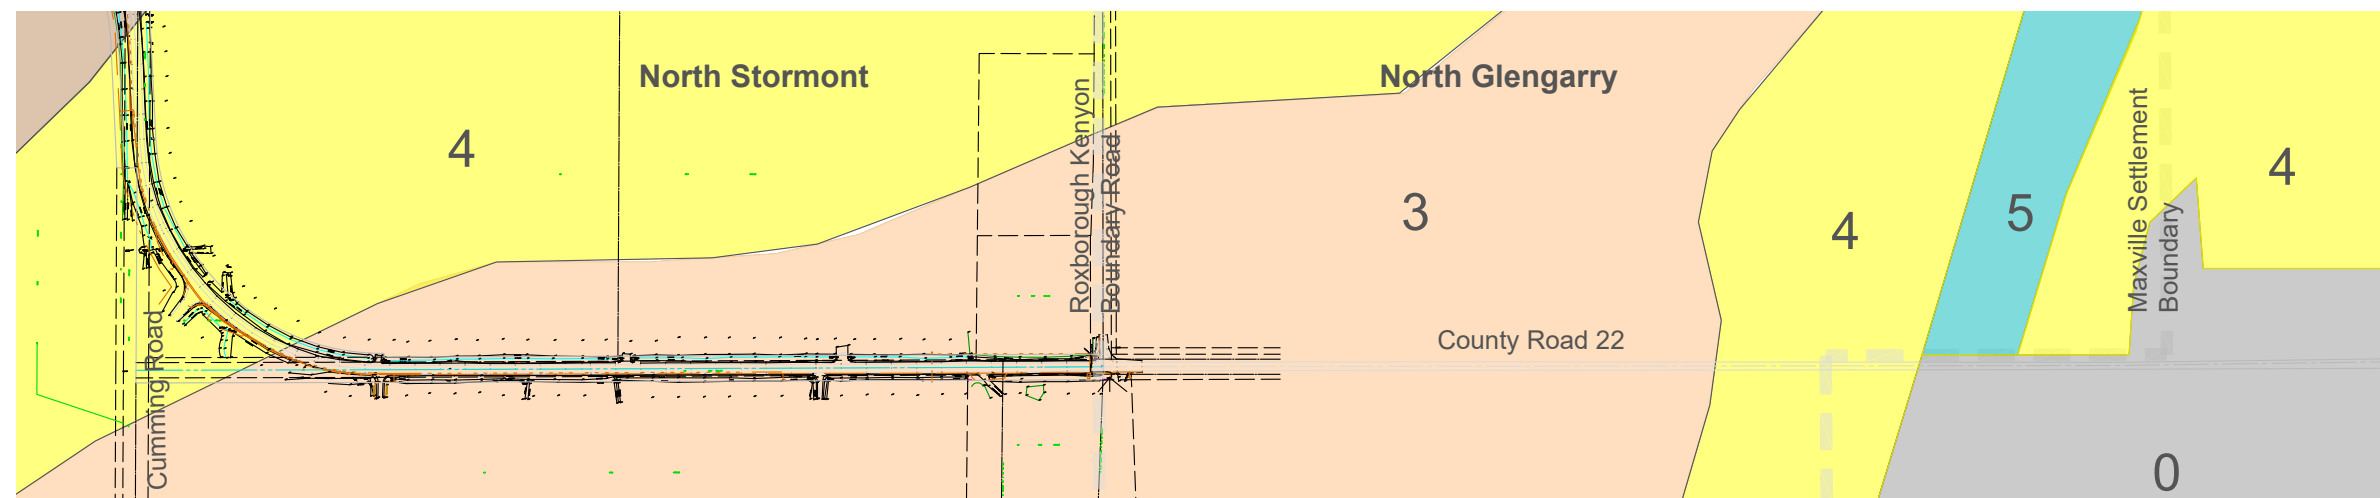 North Stormont
North Glengarry
4
3
4
5
4
0
Roxborough Kenyon
Boundary Road
Maxville Settlement
Boundary
County Road 22
Cumming Road